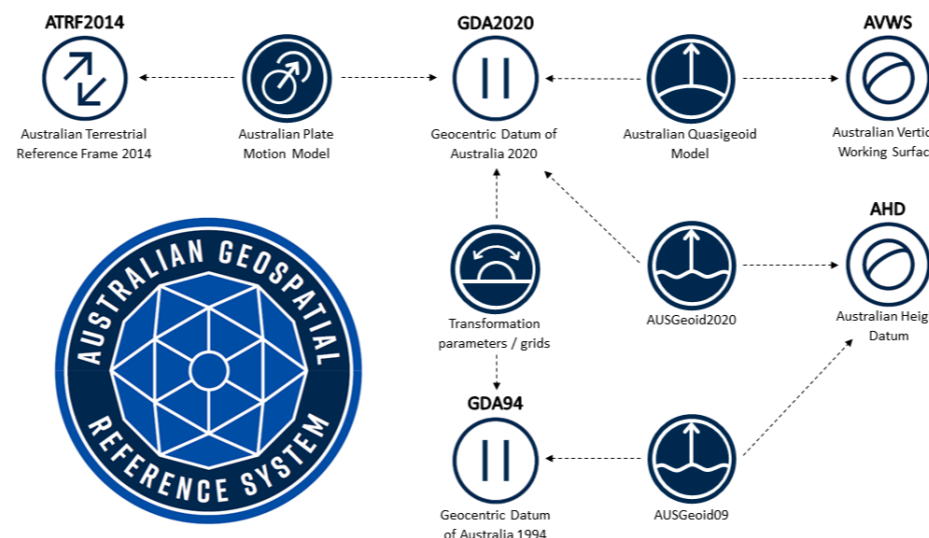 ATRF2014
GDA2020
AVWS
Australian Terrestrial
Reference Frame 2014
Australian Plate
Motion Model
Geocentric Datum of
Australia 2020
Australian Quasigeoid
Model
Australian Vertic
Working Surfac
AHD
Transformation
parameters / grids
AUSGeoid2020
Australian Heig
Datum
AUSTRALIAN GEOSPATIAL
REFERENCE SYSTEM
GDA94
Geocentric Datum
of Australia 1994
AUSGeoid09